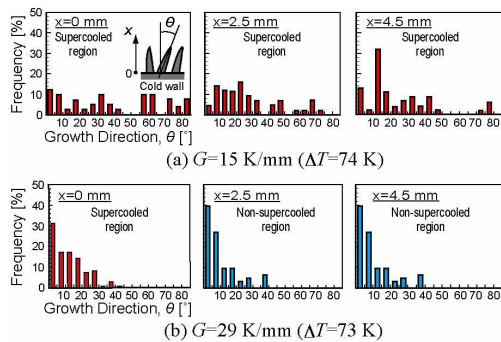 x=0 mm
Supercooled region
x
θ
0
Cold wall
x=2.5 mm
Supercooled region
x=4.5 mm
Supercooled region
Frequency [%]
50
40
30
20
10
0
10 20 30 40 50 60 70 80
10 20 30 40 50 60 70 80
10 20 30 40 50 60 70 80
Growth Direction, θ [°]
Growth Direction, θ [°]
(a) G=15 K/mm (ΔT=74 K)
x=0 mm
Supercooled region
x=2.5 mm
Non-supercooled region
x=4.5 mm
Non-supercooled region
Frequency [%]
50
40
30
20
10
0
10 20 30 40 50 60 70 80
10 20 30 40 50 60 70 80
10 20 30 40 50 60 70 80
Growth Direction, θ [°]
Growth Direction, θ [°]
(b) G=29 K/mm (ΔT=73 K)